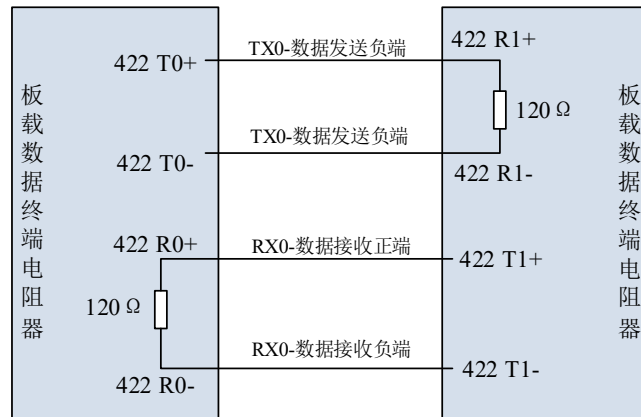 板载数据终端电阻器
422 T0+
422 T0-
422 R0+
120 Ω
422 R0-
TX0-数据发送负端
TX0-数据发送负端
RX0-数据接收正端
RX0-数据接收负端
422 R1+
120 Ω
422 R1-
422 T1+
422 T1-
板载数据终端电阻器